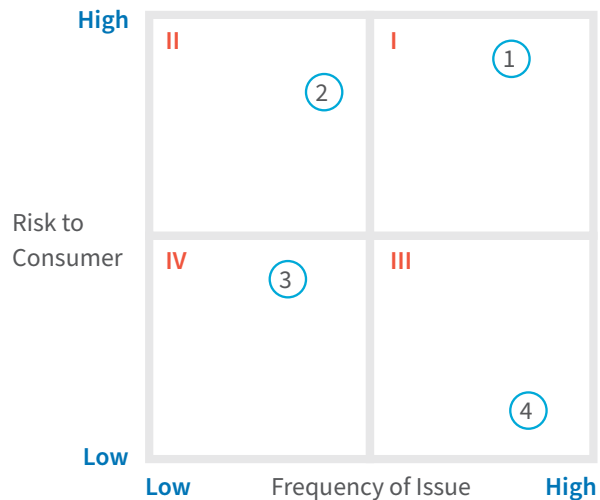 High
II
I
1
2
Risk to
Consumer
IV
III
3
4
Low
Low Frequency of Issue High